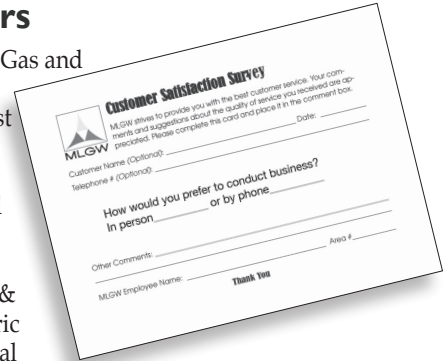 rs
Gas and
st
&
ric
al
Customer Satisfaction Survey
MLGW strives to provide you with the best customer service. Your com-
ments and suggestions about the quality of service you received are ap-
preciated. Please complete this card and place it in the comment box.
MLGW
Customer Name (Optional): Date:
Telephone # (Optional):
How would you prefer to conduct business?
In person or by phone
Other Comments:
MLGW Employee Name: Area #
Thank You